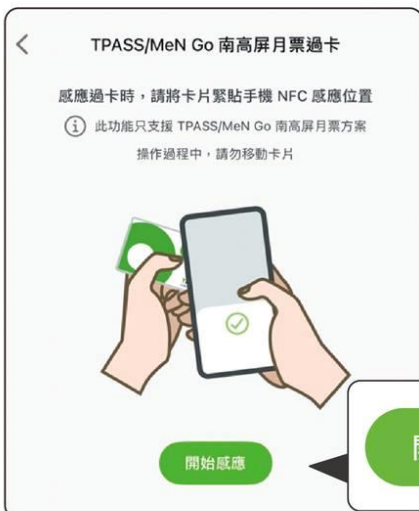 TPASS/MeN Go 南高屏月票過卡
感應過卡時，請將卡片緊貼手機 NFC 感應位置
此功能只支援 TPASS/MeN Go 南高屏月票方案
操作過程中，請勿移動卡片
開始感應